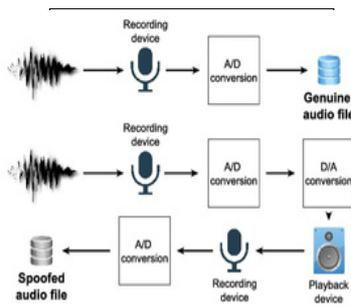 Recording
device
A/D
conversion
Genuine
audio file
Recording
device
A/D
conversion
D/A
conversion
A/D
conversion
Spoofed
audio file
Recording
device
Playback
device